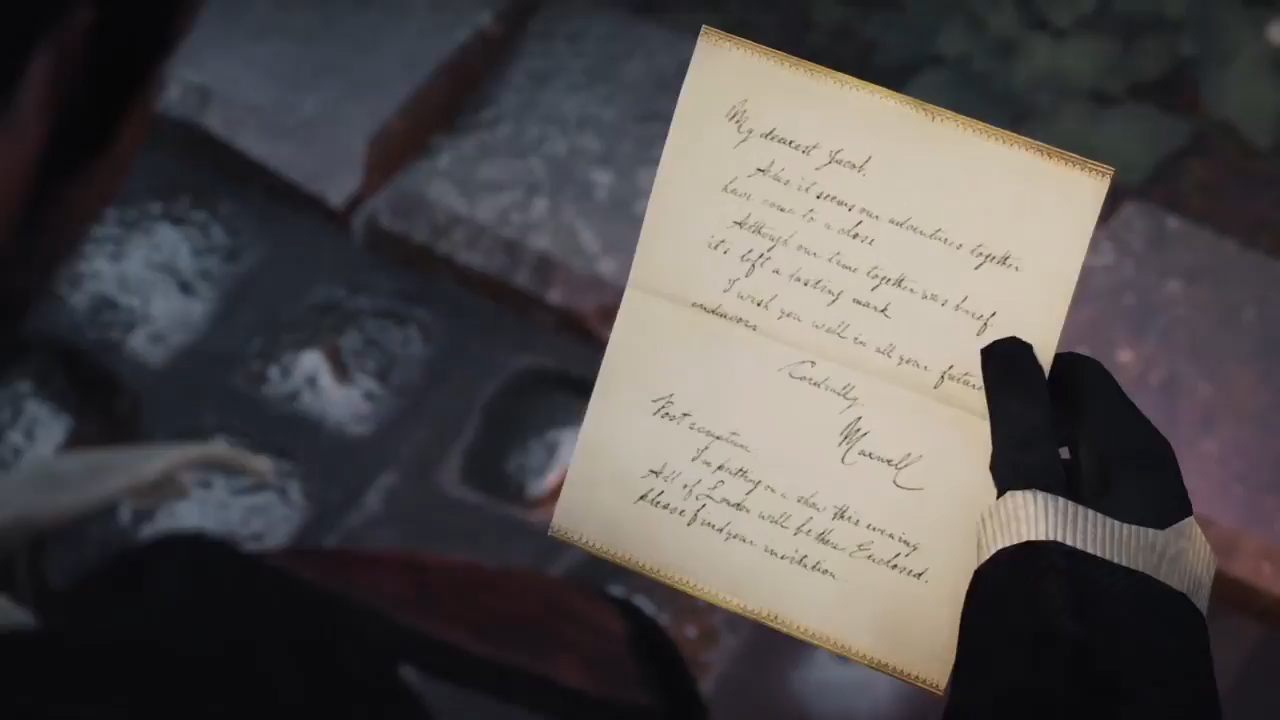 My dearest Jacob,
Alas, it seems our adventures together
have come to a close
Although our time together was brief,
it's left a lasting mark
I wish you well in all your future
endeavors
Cordially,
Maxwell
Post scriptum
I'm putting on a show this evening
All of London will be there Enclosed,
please find your invitation